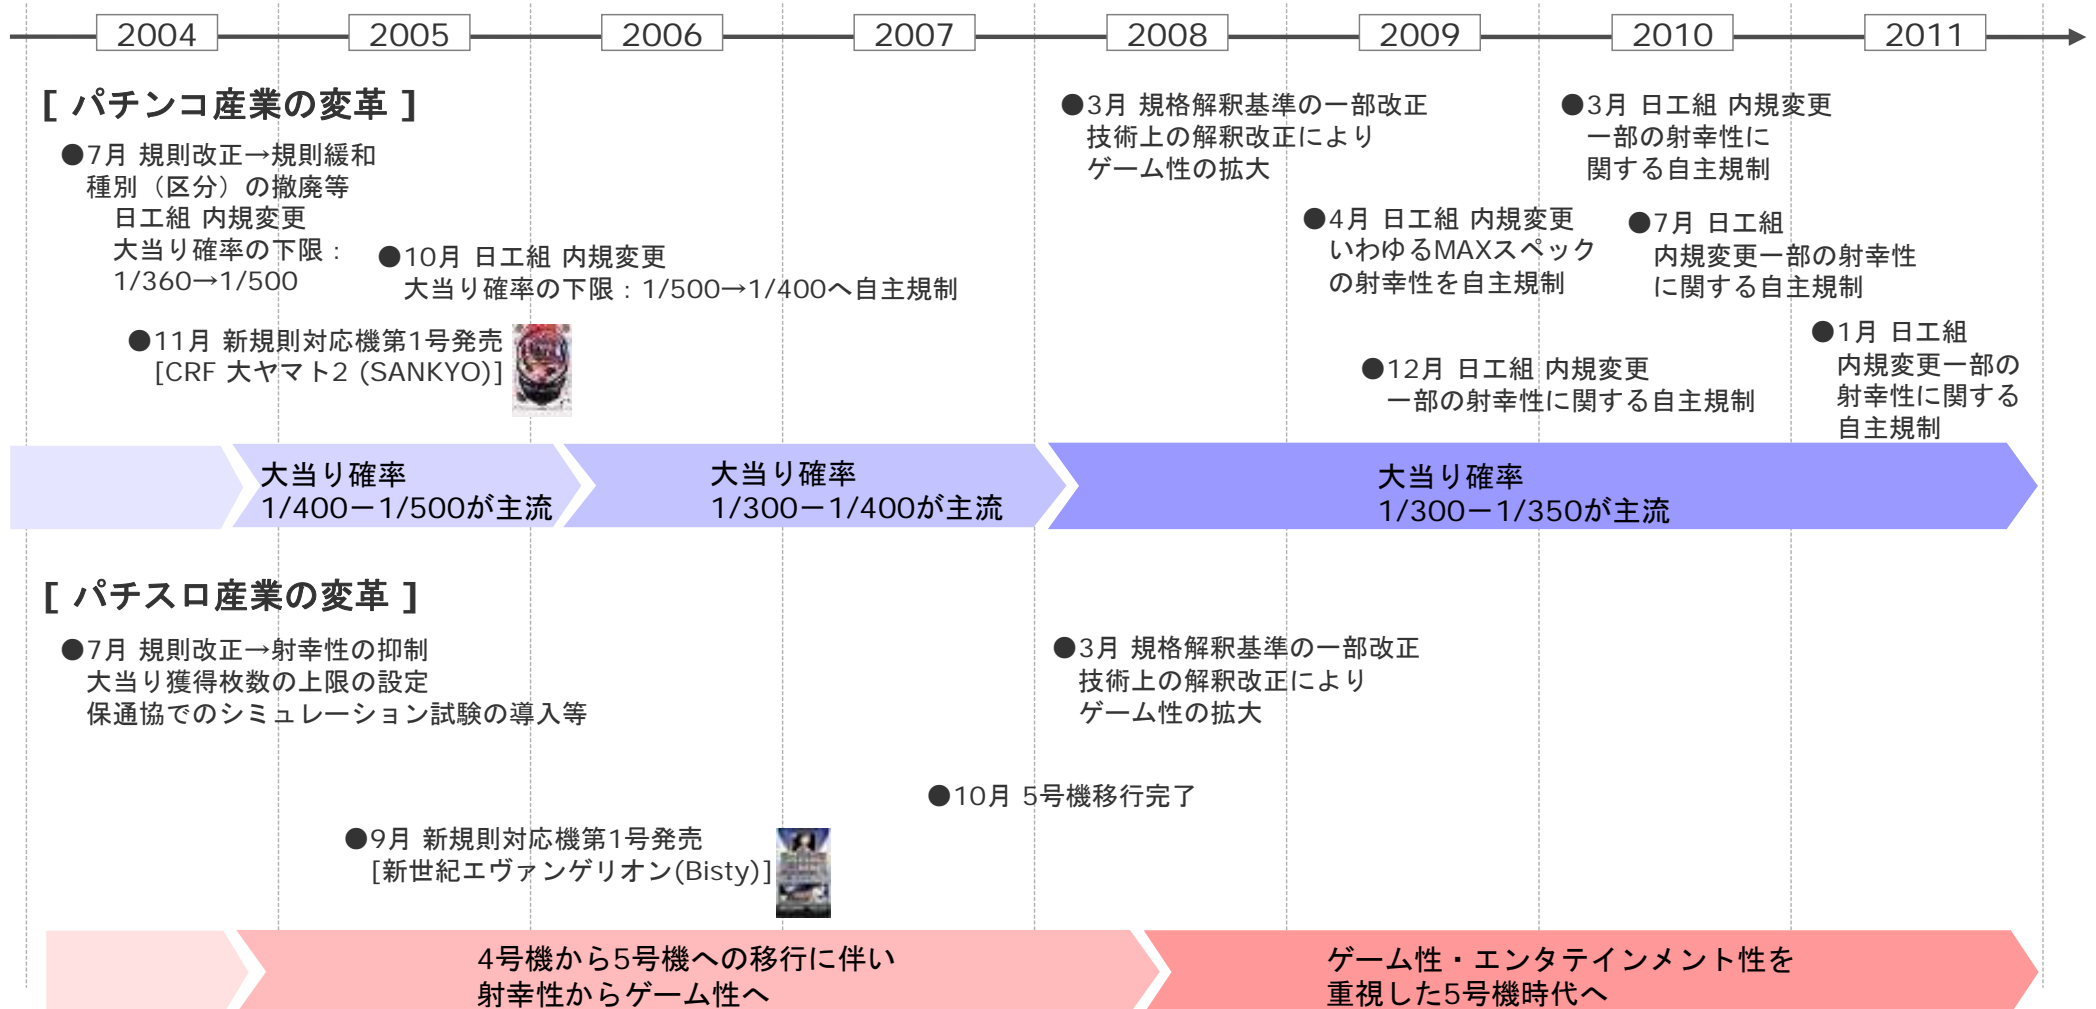 2004
2005
2006
2007
2008
2009
2010
2011
[ パチンコ産業の変革 ]
●7月 規則改正→規則緩和
種別（区分）の撤廃等
日工組 内規変更
大当り確率の下限：
1/360→1/500
●10月 日工組 内規変更
大当り確率の下限：1/500→1/400へ自主規制
●11月 新規則対応機第1号発売
[CRF 大ヤマト2 (SANKYO)]
●3月 規格解釈基準の一部改正
技術上の解釈改正により
ゲーム性の拡大
●4月 日工組 内規変更
いわゆるMAXスペック
の射幸性を自主規制
●12月 日工組 内規変更
一部の射幸性に関する自主規制
●3月 日工組 内規変更
一部の射幸性に
関する自主規制
●7月 日工組
内規変更一部の射幸性
に関する自主規制
●1月 日工組
内規変更一部の
射幸性に関する
自主規制
大当り確率
1/400－1/500が主流
大当り確率
1/300－1/400が主流
大当り確率
1/300－1/350が主流
[ パチスロ産業の変革 ]
●7月 規則改正→射幸性の抑制
大当り獲得枚数の上限の設定
保通協でのシミュレーション試験の導入等
●9月 新規則対応機第1号発売
[新世紀エヴァンゲリオン(Bisty)]
●10月 5号機移行完了
●3月 規格解釈基準の一部改正
技術上の解釈改正により
ゲーム性の拡大
4号機から5号機への移行に伴い
射幸性からゲーム性へ
ゲーム性・エンタテインメント性を
重視した5号機時代へ